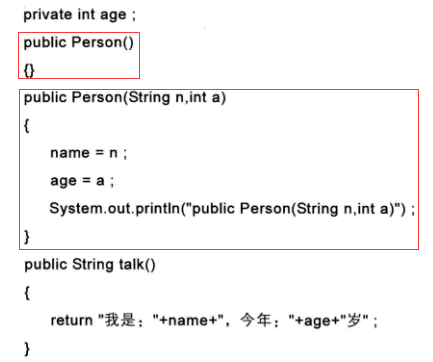 private int age ;
public Person()
{}
public Person(String n,int a)
{
name = n ;
age = a ;
System.out.println("public Person(String n,int a)") ;
}
public String talk()
{
return "我是："+name+"，今年："+age+"岁" ;
}